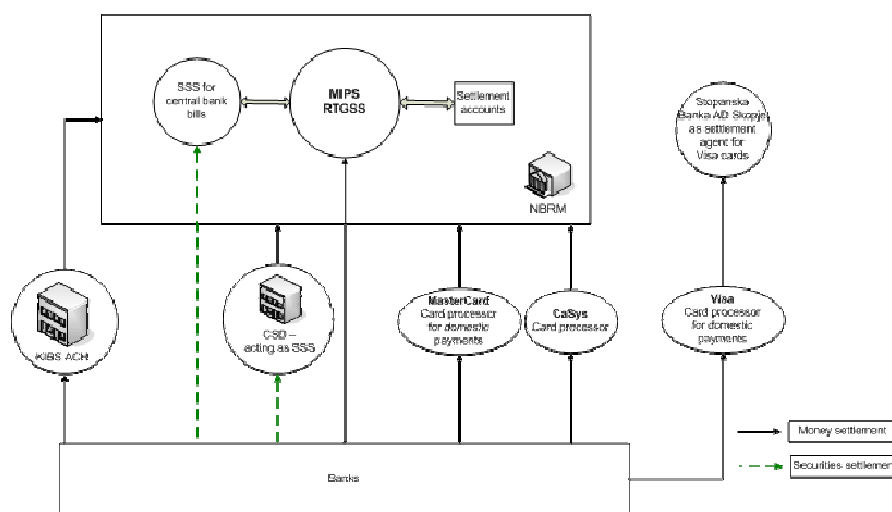 SSS for
central bank
bills
MIPS
RTGSS
Settlement
accounts
Stopanska
Banka AD Skopje
as settlement
agent for
Visa cards
NBRM
KIBS ACH
CSD –
acting as SSS
MasterCard
Card processor
for domestic
payments
CaSys
Card processor
Visa
Card processor
for domestic
payments
Money settlement
Securities settlement
Banks